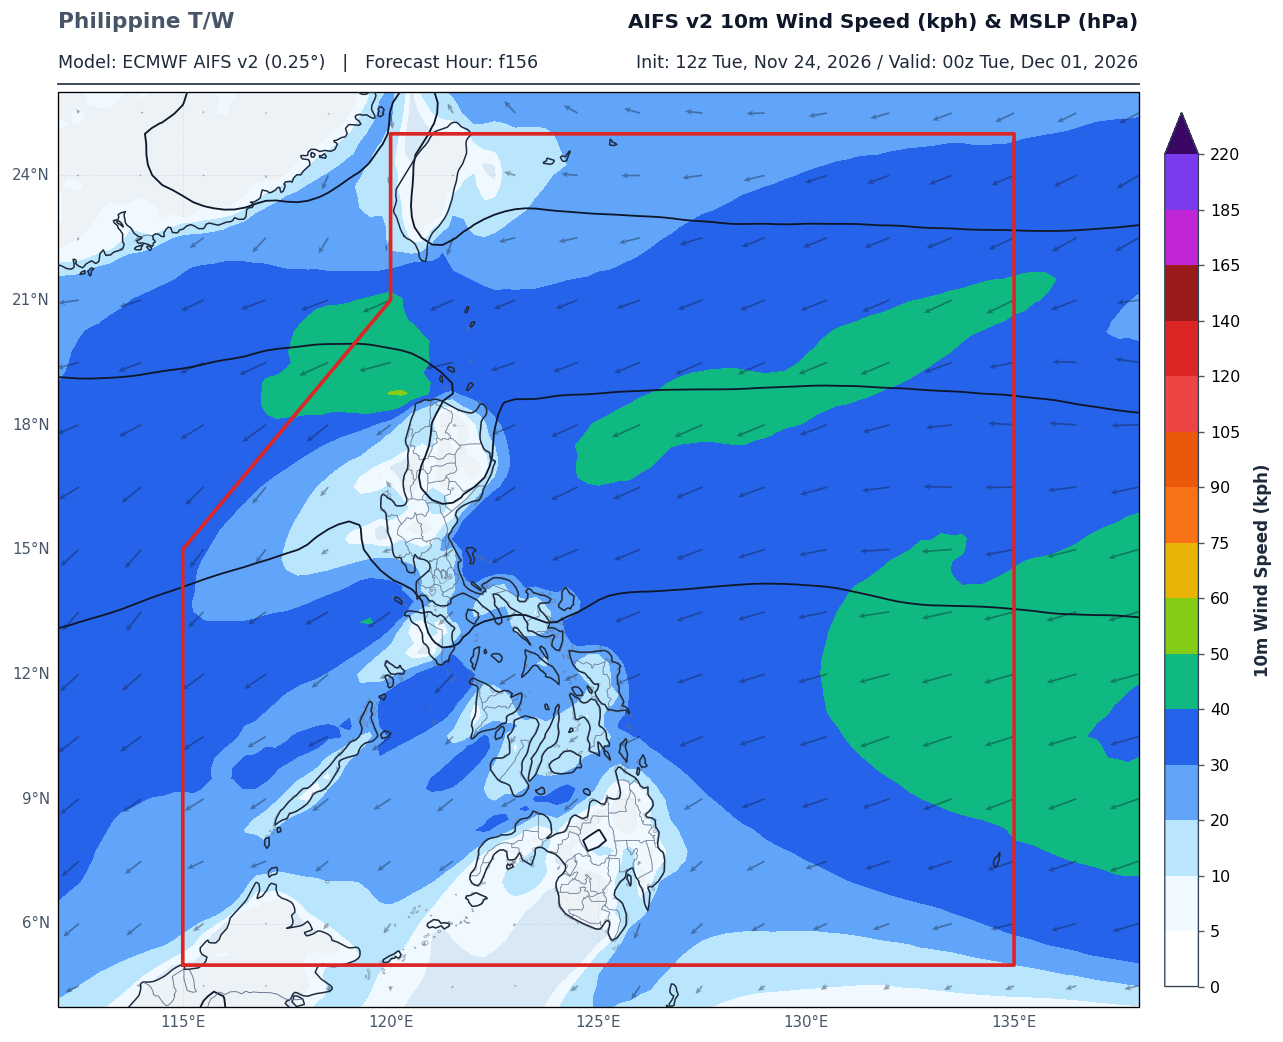 Philippine T/W
AIFS v2 10m Wind Speed (kph) & MSLP (hPa)
Model: ECMWF AIFS v2 (0.25°) | Forecast Hour: f156
Init: 12z Tue, Nov 24, 2026 / Valid: 00z Tue, Dec 01, 2026
24°N
21°N
18°N
15°N
12°N
9°N
6°N
115°E
120°E
125°E
130°E
135°E
220
185
165
140
120
105
90
75
60
50
40
30
20
10
5
0
10m Wind Speed (kph)